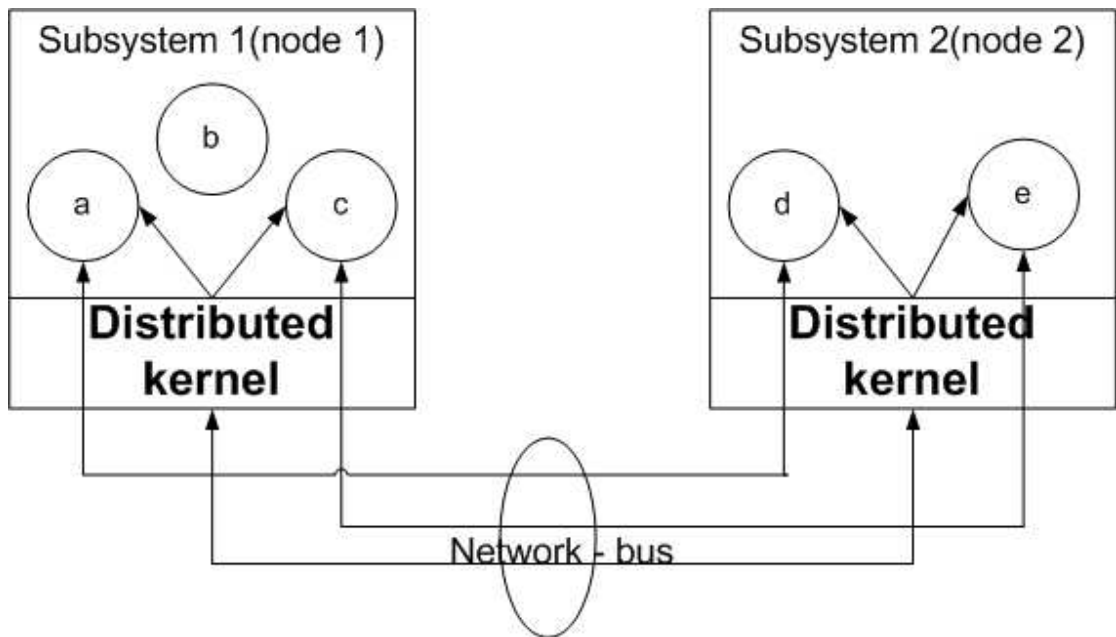 Subsystem 1(node 1)
Subsystem 2(node 2)
b
a
c
d
e
Distributed
kernel
Distributed
kernel
Network - bus